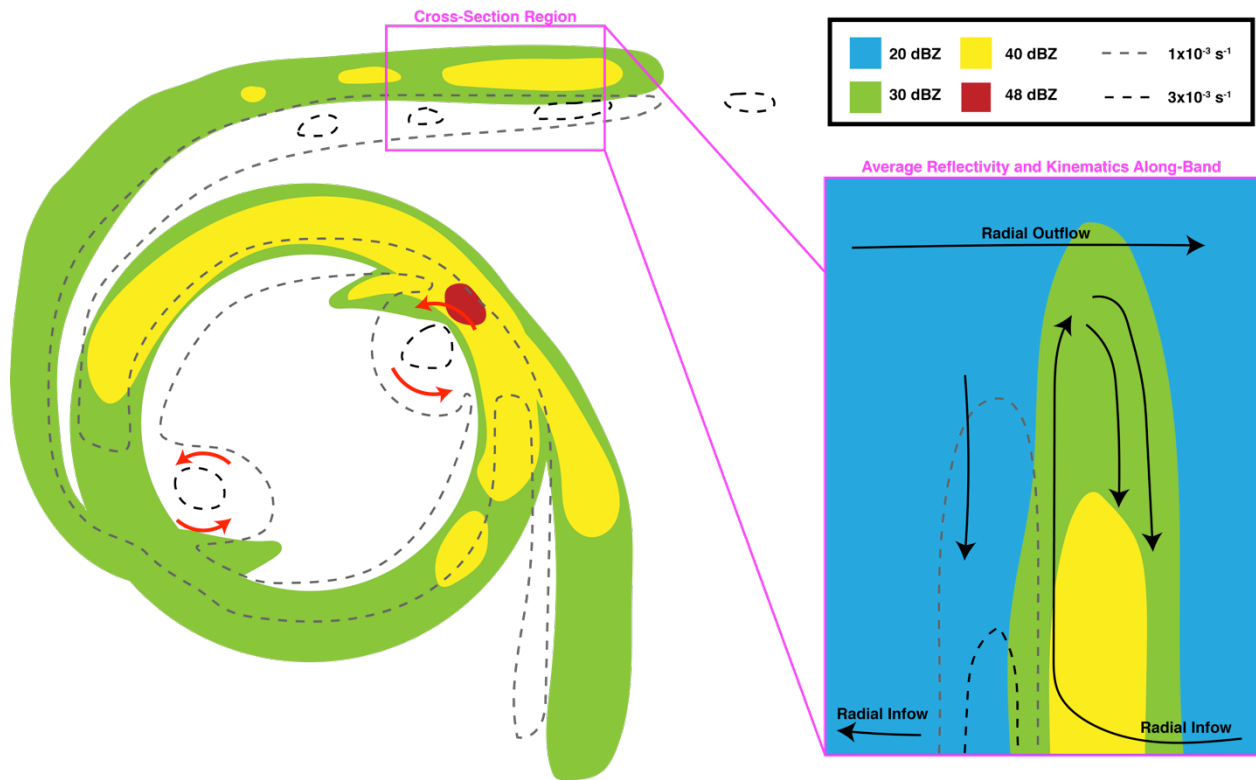 Cross-Section Region
20 dBZ
40 dBZ
1x10⁻³ s⁻¹
30 dBZ
48 dBZ
3x10⁻³ s⁻¹
Average Reflectivity and Kinematics Along-Band
Radial Outflow
Radial Infow
Radial Infow